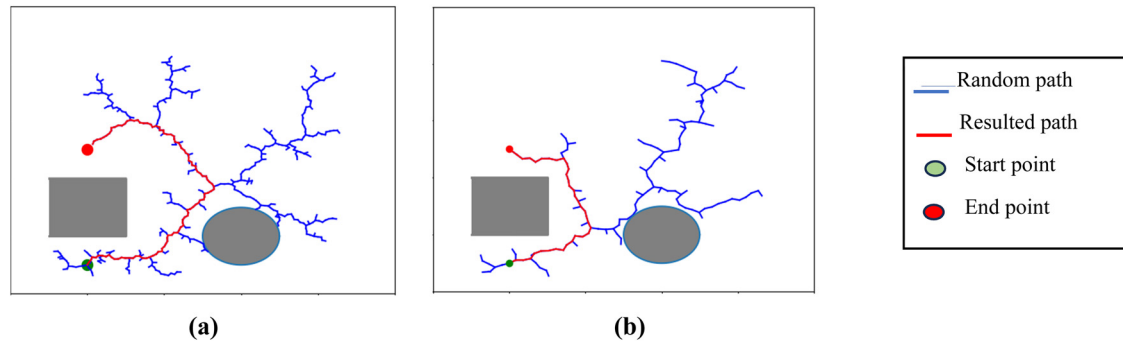 Random path
Resulted path
Start point
End point
(a)
(b)